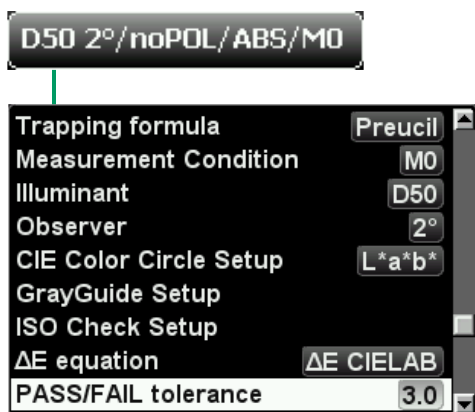 D50 2°/noPOL/ABS/M0
Trapping formula Preucil
Measurement Condition M0
Illuminant D50
Observer 2°
CIE Color Circle Setup L*a*b*
GrayGuide Setup
ISO Check Setup
ΔE equation ΔE CIELAB
PASS/FAIL tolerance 3.0